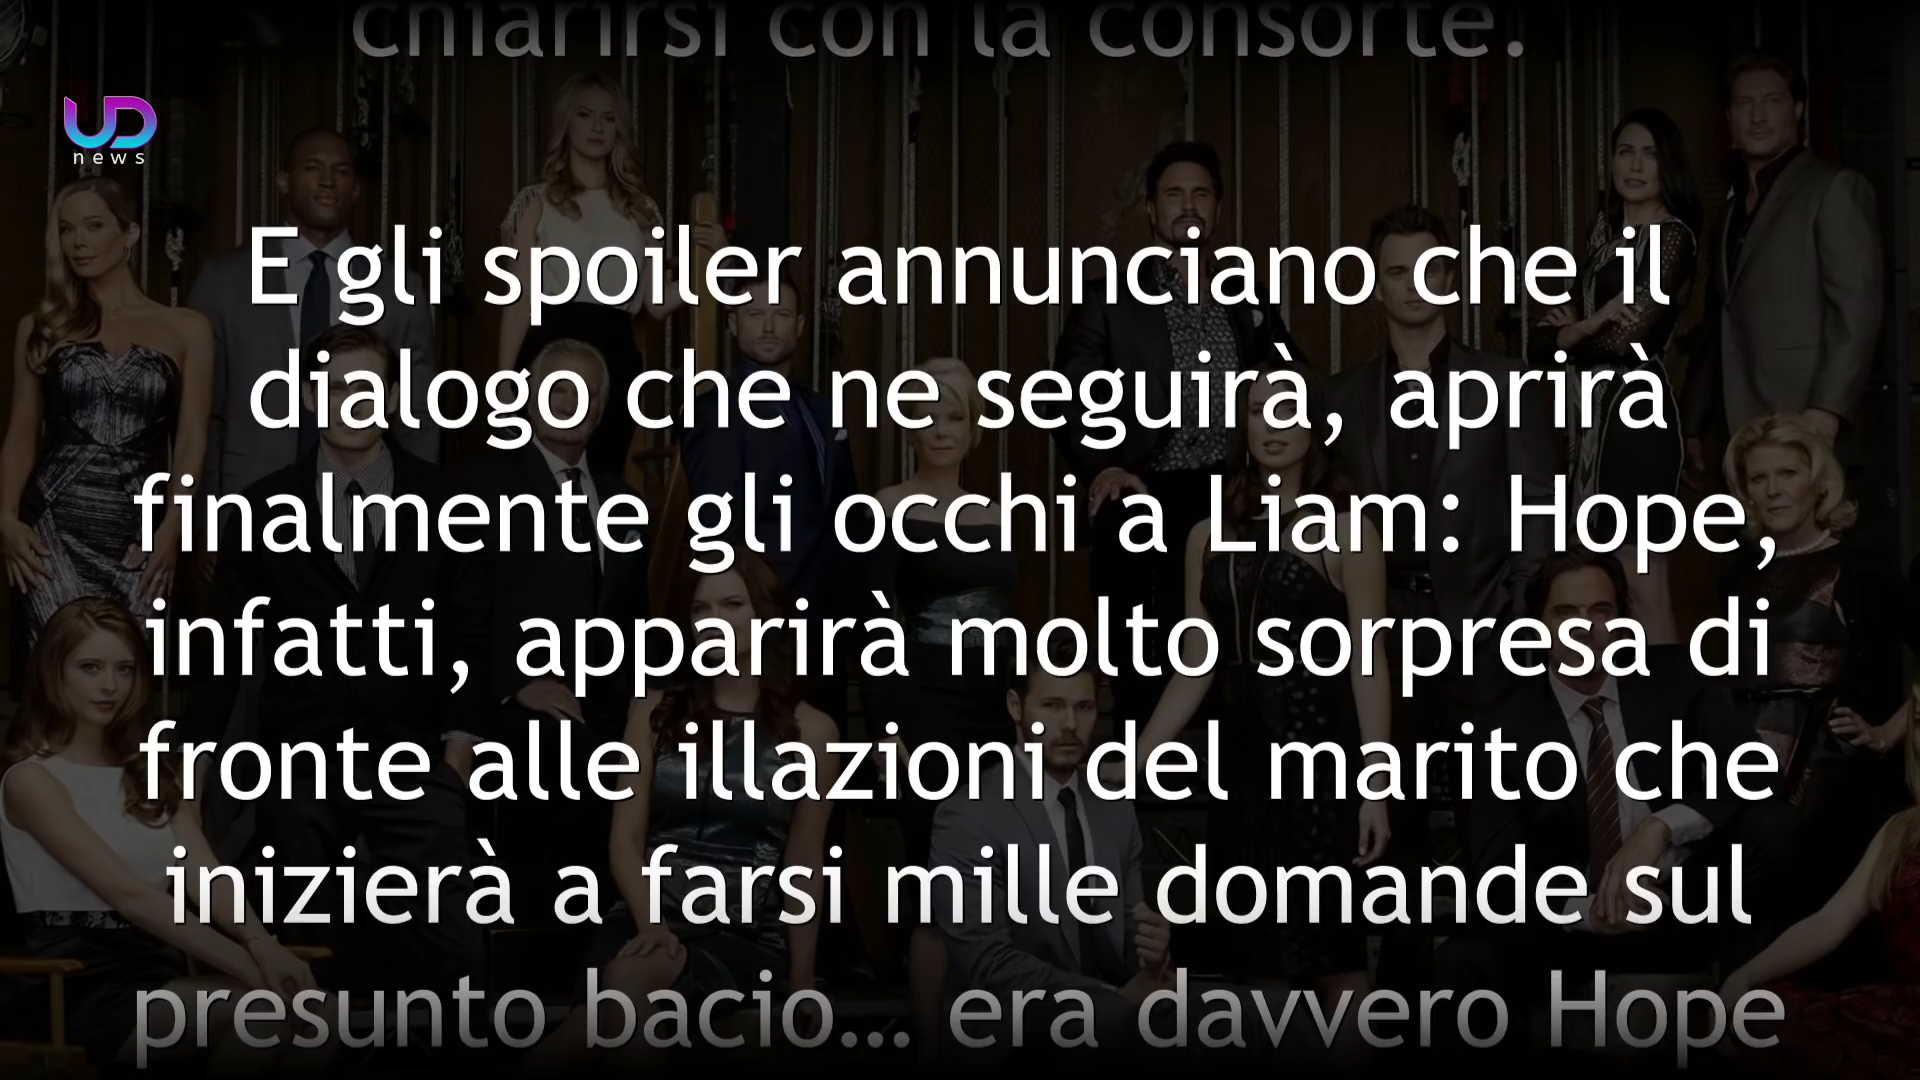 chiarirsi con la consorte.
UD
news
E gli spoiler annunciano che il
dialogo che ne seguirà, aprirà
finalmente gli occhi a Liam: Hope,
infatti, apparirà molto sorpresa di
fronte alle illazioni del marito che
inizierà a farsi mille domande sul
presunto bacio... era davvero Hope